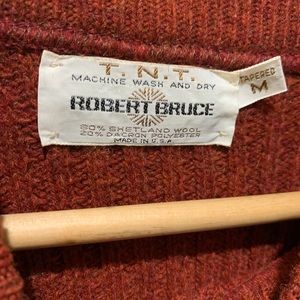 T.N.T.
MACHINE WASH AND DRY
ROBERT BRUCE
80% SHETLAND WOOL
20% DACRON POLYESTER
MADE IN U.S.A.
TAPERED
M